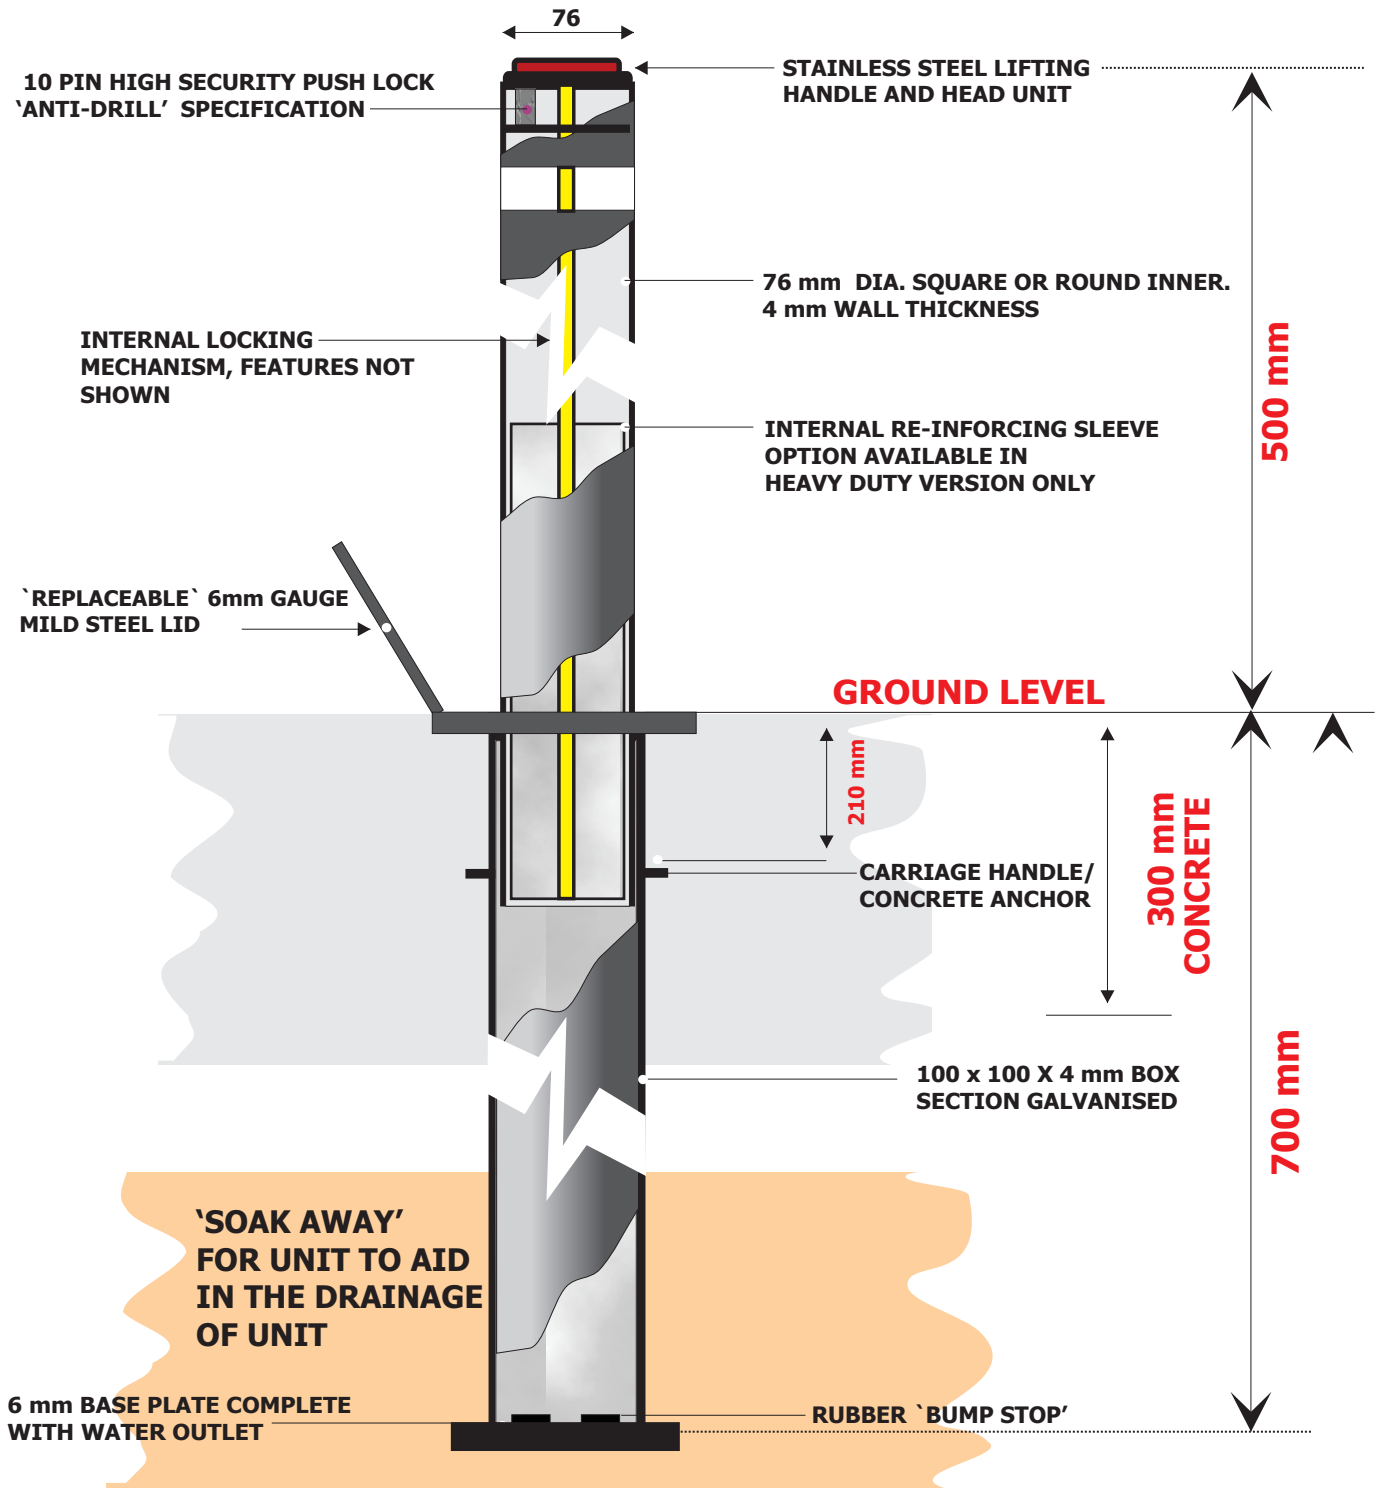 76
10 PIN HIGH SECURITY PUSH LOCK
‘ANTI-DRILL’ SPECIFICATION
STAINLESS STEEL LIFTING
HANDLE AND HEAD UNIT
76 mm DIA. SQUARE OR ROUND INNER.
4 mm WALL THICKNESS
INTERNAL LOCKING
MECHANISM, FEATURES NOT
SHOWN
500 mm
INTERNAL RE-INFORCING SLEEVE
OPTION AVAILABLE IN
HEAVY DUTY VERSION ONLY
`REPLACEABLE` 6mm GAUGE
MILD STEEL LID
GROUND LEVEL
210 mm
300 mm
CONCRETE
CARRIAGE HANDLE/
CONCRETE ANCHOR
100 x 100 X 4 mm BOX
SECTION GALVANISED
700 mm
‘SOAK AWAY’
FOR UNIT TO AID
IN THE DRAINAGE
OF UNIT
6 mm BASE PLATE COMPLETE
WITH WATER OUTLET
RUBBER `BUMP STOP’